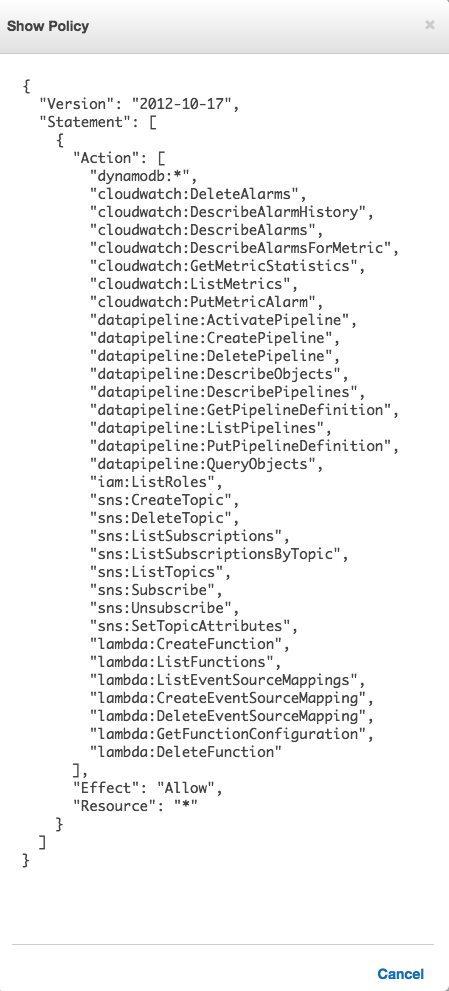 Show Policy ×
{
"Version": "2012-10-17",
"Statement": [
{
"Action": [
"dynamodb:*",
"cloudwatch:DeleteAlarms",
"cloudwatch:DescribeAlarmHistory",
"cloudwatch:DescribeAlarms",
"cloudwatch:DescribeAlarmsForMetric",
"cloudwatch:GetMetricStatistics",
"cloudwatch:ListMetrics",
"cloudwatch:PutMetricAlarm",
"datapipeline:ActivatePipeline",
"datapipeline:CreatePipeline",
"datapipeline:DeletePipeline",
"datapipeline:DescribeObjects",
"datapipeline:DescribePipelines",
"datapipeline:GetPipelineDefinition",
"datapipeline:ListPipelines",
"datapipeline:PutPipelineDefinition",
"datapipeline:QueryObjects",
"iam:ListRoles",
"sns:CreateTopic",
"sns:DeleteTopic",
"sns:ListSubscriptions",
"sns:ListSubscriptionsByTopic",
"sns:ListTopics",
"sns:Subscribe",
"sns:Unsubscribe",
"sns:SetTopicAttributes",
"lambda:CreateFunction",
"lambda:ListFunctions",
"lambda:ListEventSourceMappings",
"lambda:CreateEventSourceMapping",
"lambda:DeleteEventSourceMapping",
"lambda:GetFunctionConfiguration",
"lambda:DeleteFunction"
],
"Effect": "Allow",
"Resource": "*"
}
]
}
Cancel